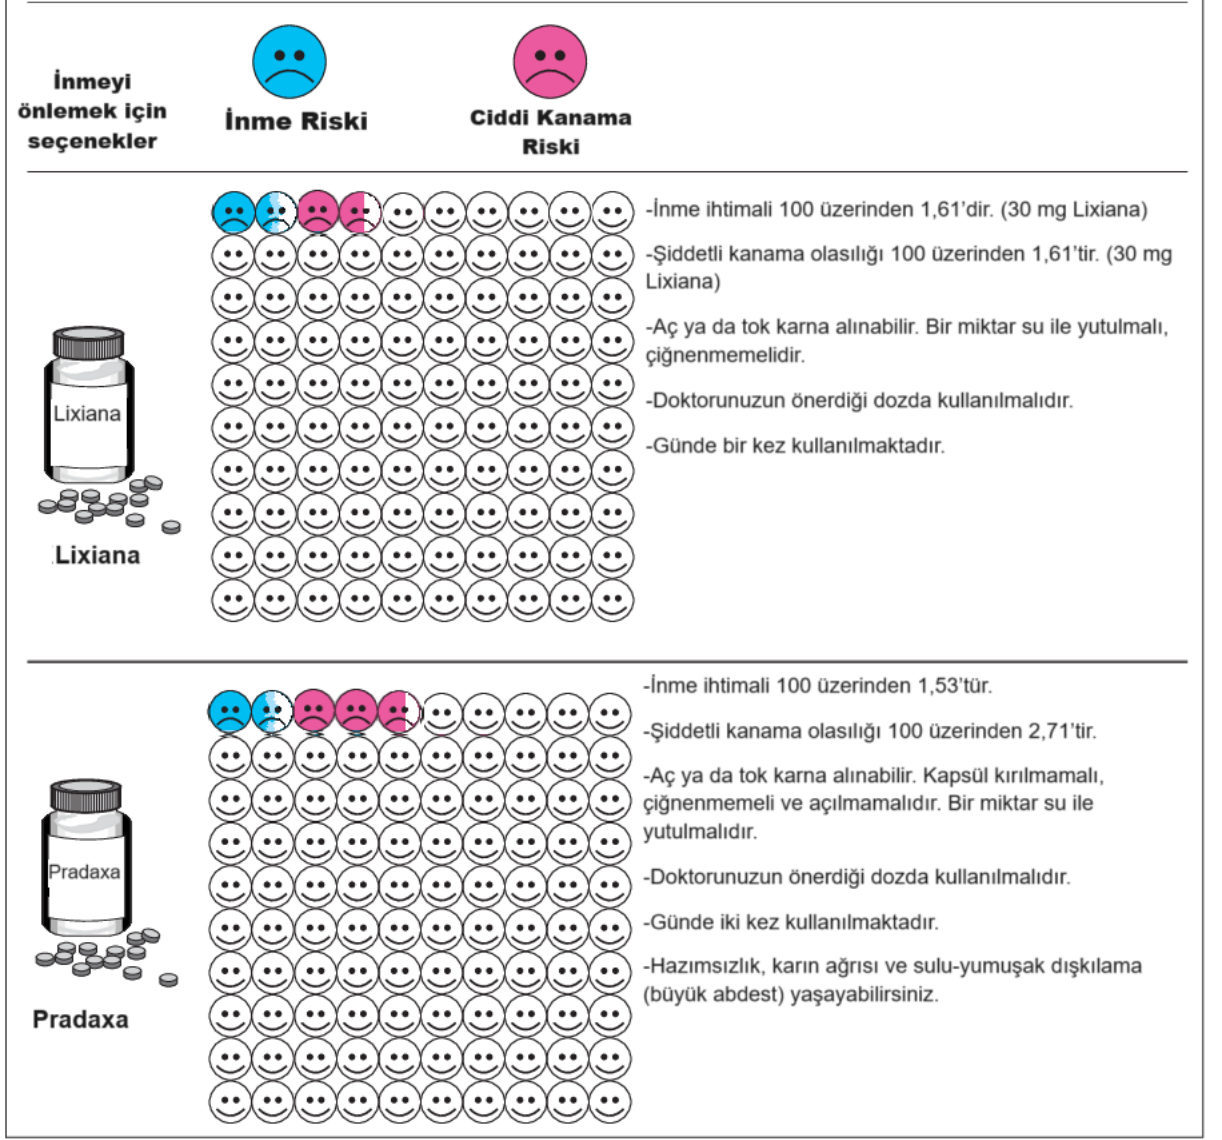 İnmeyi
önlemek için
seçenekler
İnme Riski
Ciddi Kanama
Riski
Lixiana
Lixiana
-İnme ihtimali 100 üzerinden 1,61’dir. (30 mg Lixiana)
-Şiddetli kanama olasılığı 100 üzerinden 1,61’tir. (30 mg
Lixiana)
-Aç ya da tok karna alınabilir. Bir miktar su ile yutulmalı,
çiğnenmemelidir.
-Doktorunuzun önerdiği dozda kullanılmalıdır.
-Günde bir kez kullanılmaktadır.
Pradaxa
Pradaxa
-İnme ihtimali 100 üzerinden 1,53’tür.
-Şiddetli kanama olasılığı 100 üzerinden 2,71’tir.
-Aç ya da tok karna alınabilir. Kapsül kırılmamalı,
çiğnenmemeli ve açılmamalıdır. Bir miktar su ile
yutulmalıdır.
-Doktorunuzun önerdiği dozda kullanılmalıdır.
-Günde iki kez kullanılmaktadır.
-Hazımsızlık, karın ağrısı ve sulu-yumuşak dışkılama
(büyük abdest) yaşayabilirsiniz.